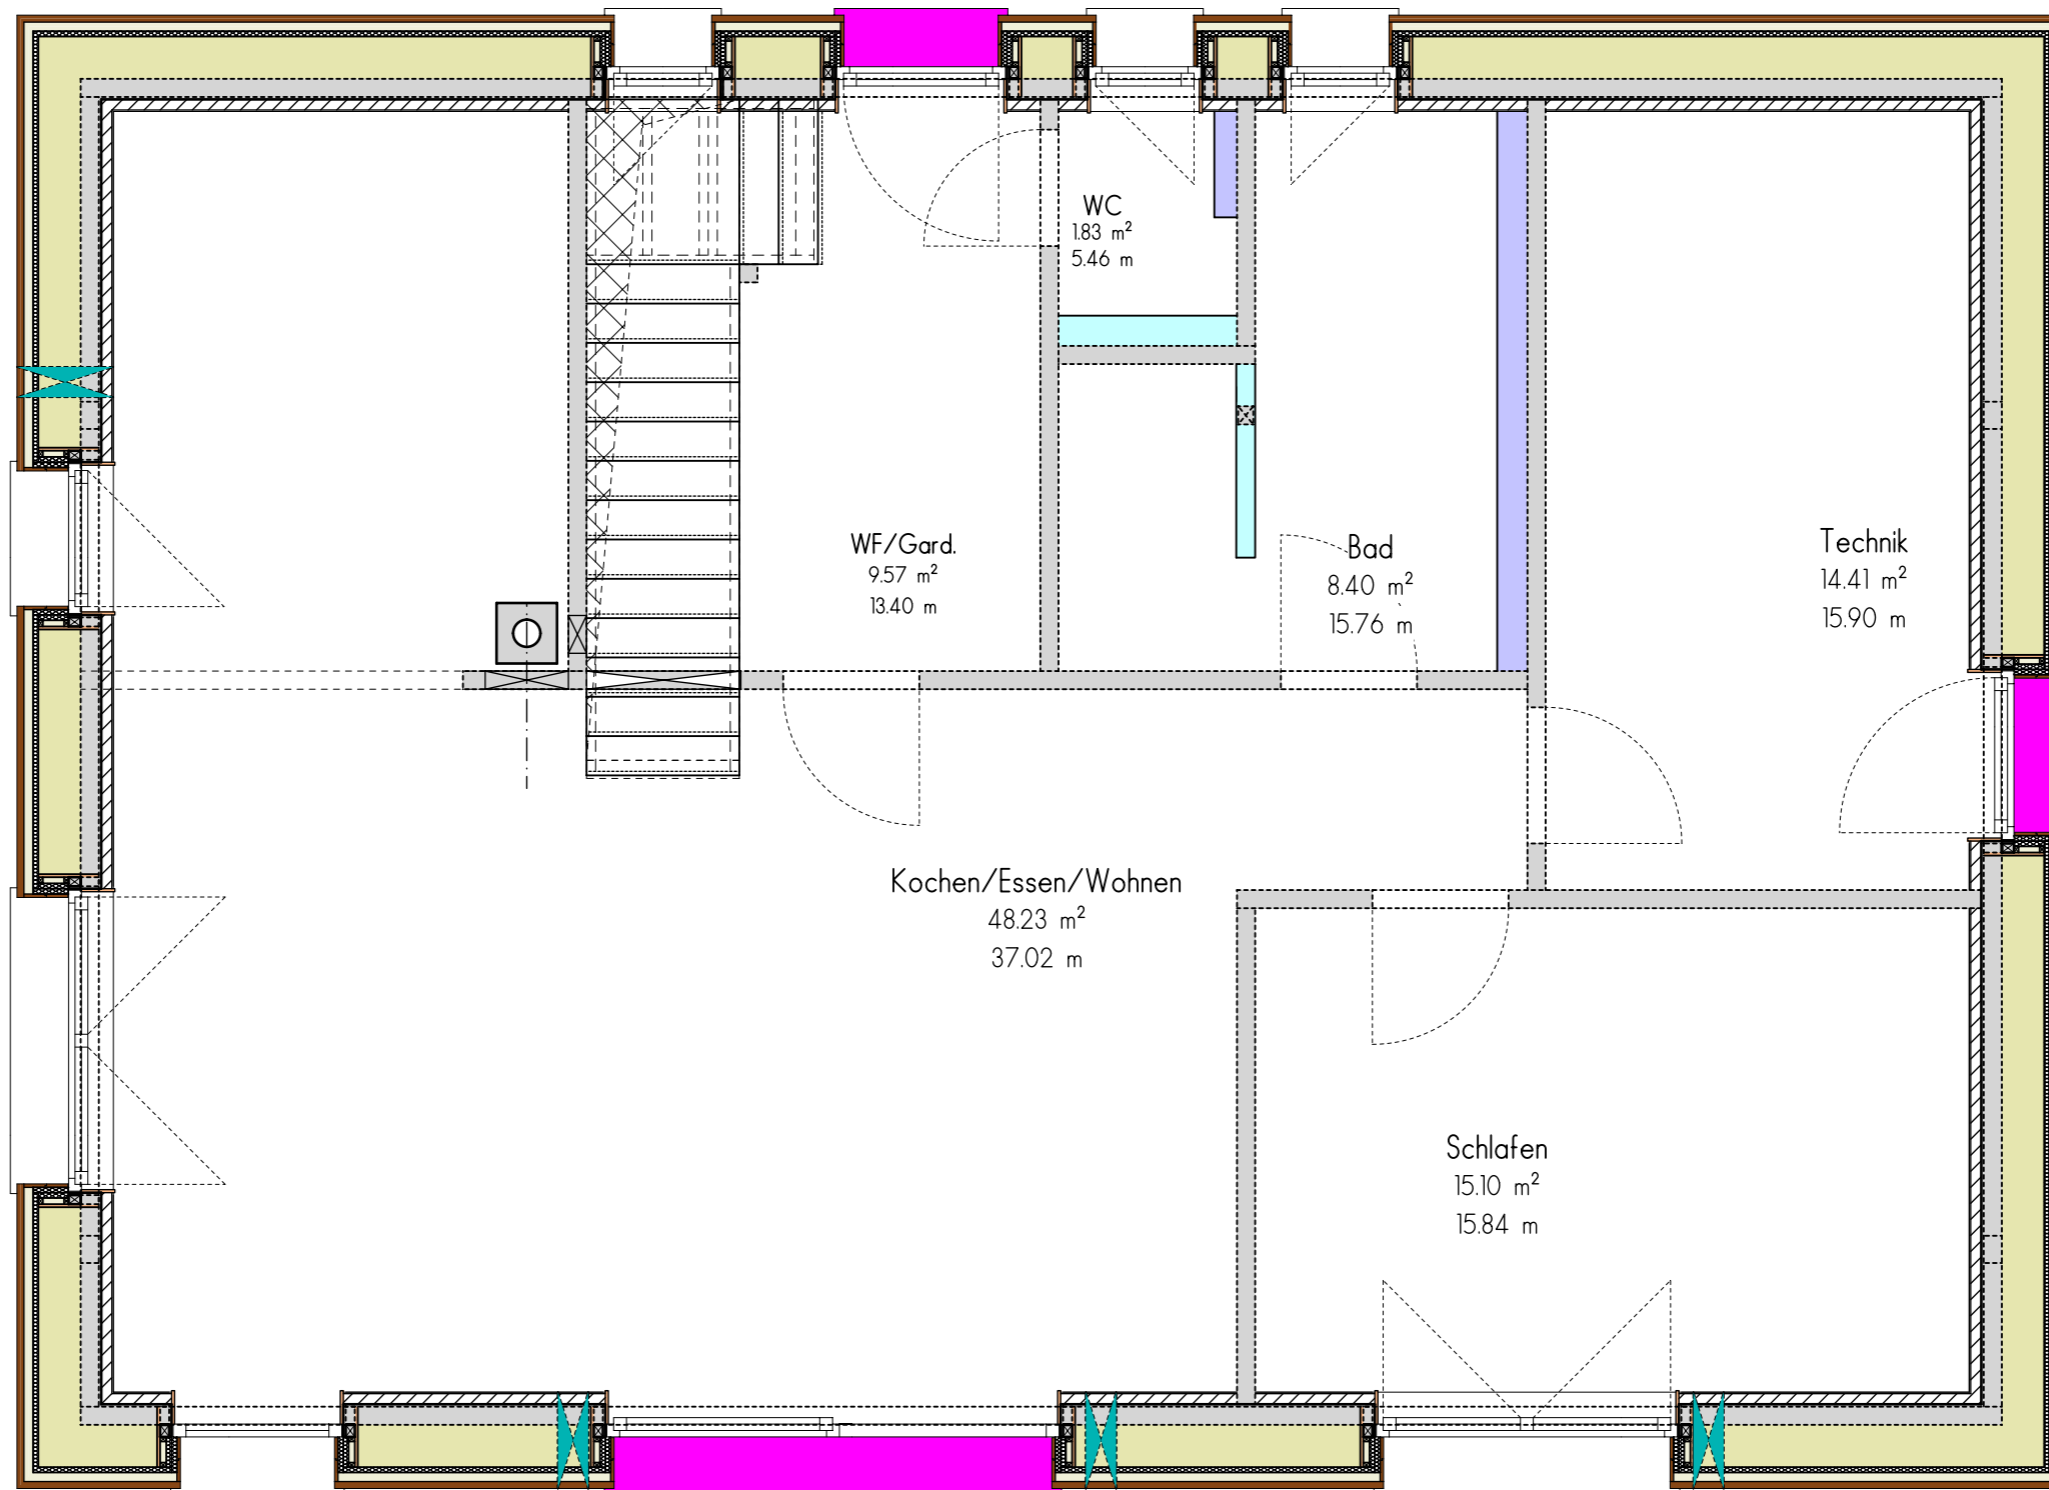 WC
1.83 m²
5.46 m
WF/Gard.
9.57 m²
13.40 m
Bad
8.40 m²
15.76 m
Technik
14.41 m²
15.90 m
Kochen/Essen/Wohnen
48.23 m²
37.02 m
Schlafen
15.10 m²
15.84 m